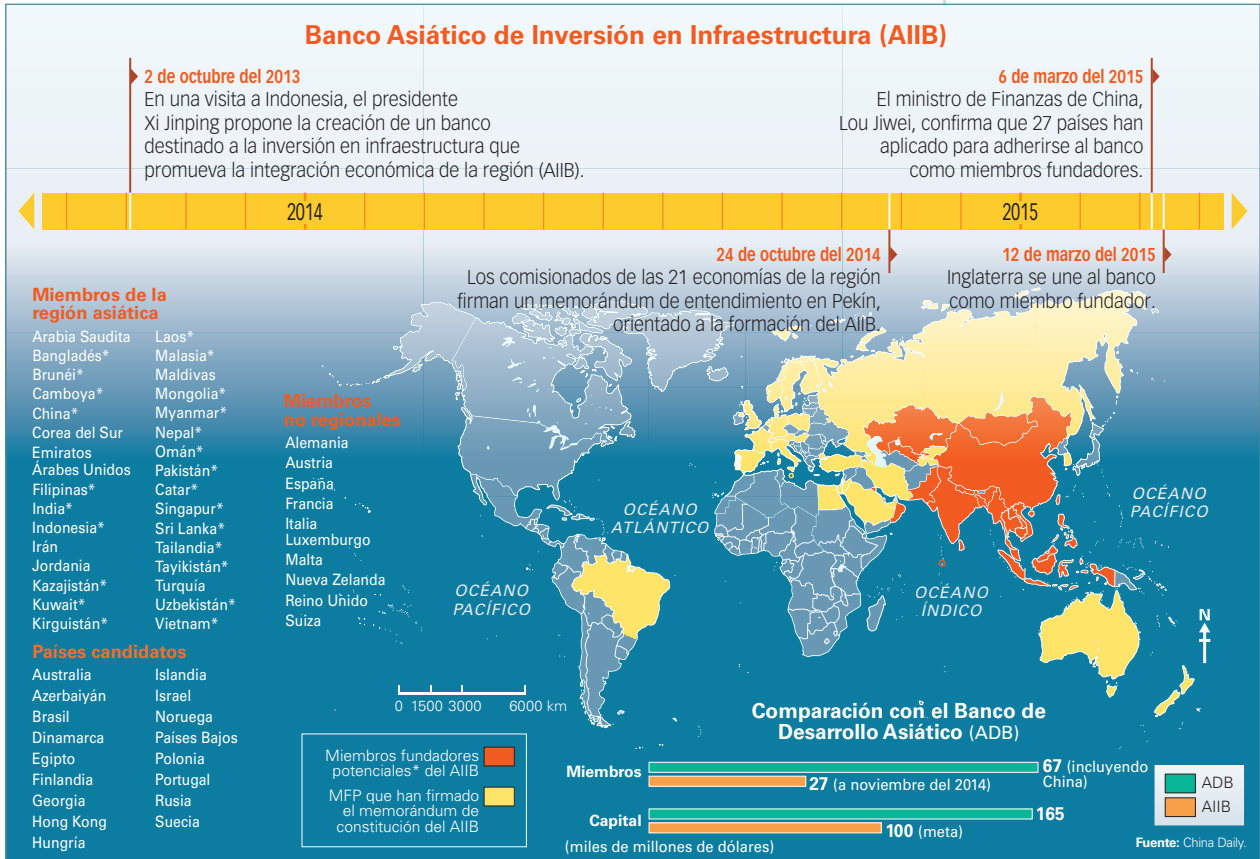 Banco Asiático de Inversión en Infraestructura (AIIB)
2 de octubre del 2013
En una visita a Indonesia, el presidente
Xi Jinping propone la creación de un banco
destinado a la inversión en infraestructura que
promueva la integración económica de la región (AIIB).
6 de marzo del 2015
El ministro de Finanzas de China,
Lou Jiwei, confirma que 27 países han
aplicado para adherirse al banco
como miembros fundadores.
2014
2015
24 de octubre del 2014
Los comisionados de las 21 economías de la región
firman un memorándum de entendimiento en Pekín,
orientado a la formación del AIIB.
12 de marzo del 2015
Inglaterra se une al banco
como miembro fundador.
Miembros de la
región asiática
Arabia Saudita
Bangladés*
Brunéi*
Camboya*
China*
Corea del Sur
Emiratos
Árabes Unidos
Filipinas*
India*
Indonesia*
Irán
Jordania
Kazajistán*
Kuwait*
Kirguistán*
Laos*
Malasia*
Maldivas
Mongolia*
Myanmar*
Nepal*
Omán*
Pakistán*
Catar*
Singapur*
Sri Lanka*
Tailandia*
Tayikistán*
Turquía
Uzbekistán*
Vietnam*
Miembros
no regionales
Alemania
Austria
España
Francia
Italia
Luxemburgo
Malta
Nueva Zelanda
Reino Unido
Suiza
Países candidatos
Australia
Azerbaiyán
Brasil
Dinamarca
Egipto
Finlandia
Georgia
Hong Kong
Hungría
Islandia
Israel
Noruega
Países Bajos
Polonia
Portugal
Rusia
Suecia
OCÉANO
PACÍFICO
OCÉANO
ATLÁNTICO
OCÉANO
ÍNDICO
OCÉANO
PACÍFICO
N
0 1500 3000 6000 km
Miembros fundadores
potenciales* del AIIB
MFP que han firmado
el memorándum de
constitución del AIIB
Comparación con el Banco de
Desarrollo Asiático (ADB)
Miembros
67 (incluyendo
China)
27 (a noviembre del 2014)
Capital
(miles de millones de dólares)
165
100 (meta)
ADB
AIIB
Fuente: China Daily.